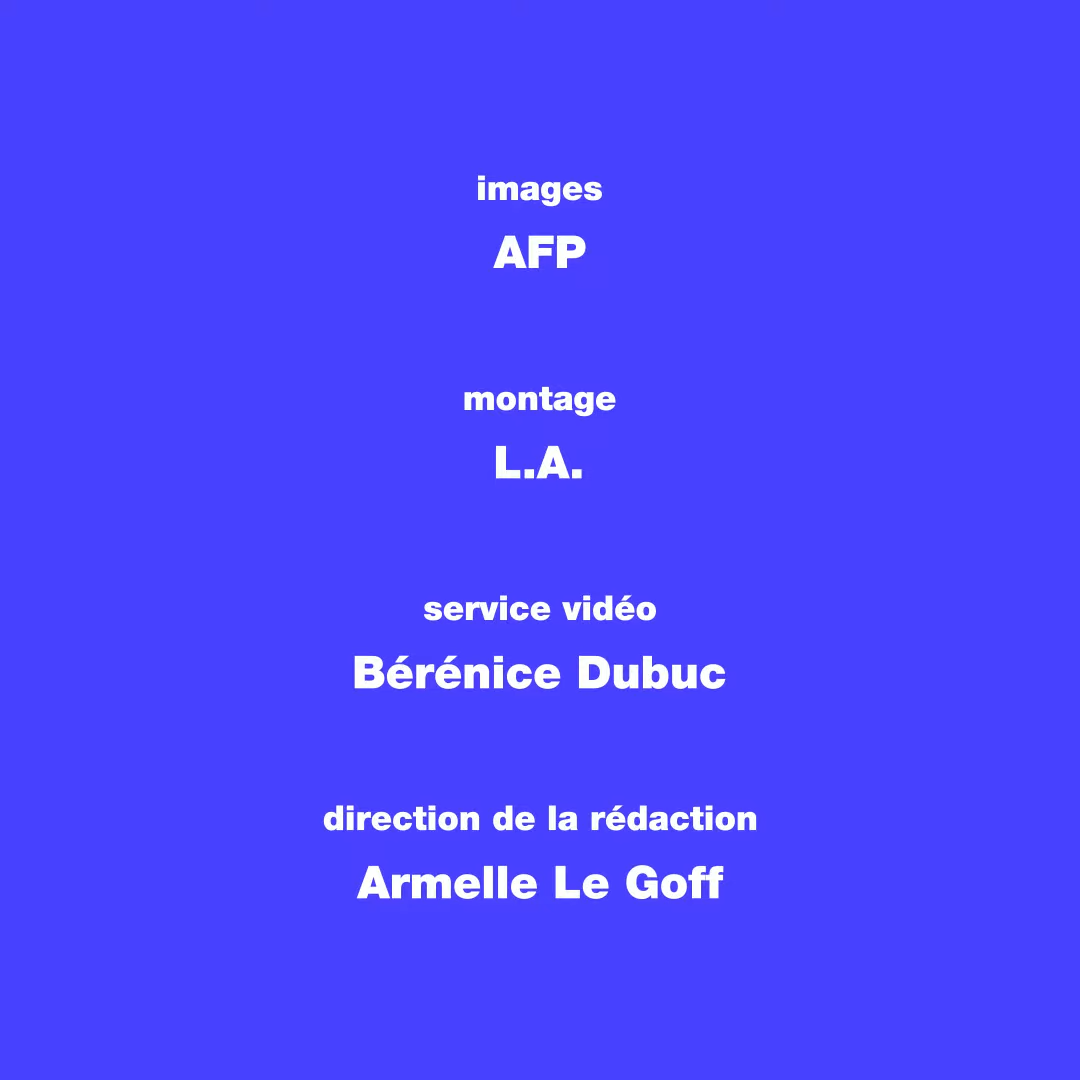 images
AFP
montage
L.A.
service vidéo
Bérénice Dubuc
direction de la rédaction
Armelle Le Goff